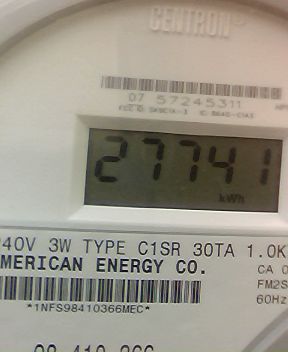 CENTRON®
07 57245311
27741
kWh
40V 3W TYPE C1SR 30TA 1.0K
MERICAN ENERGY CO.
CA 0
FM2S
60Hz
*1NFS98410366MEC*